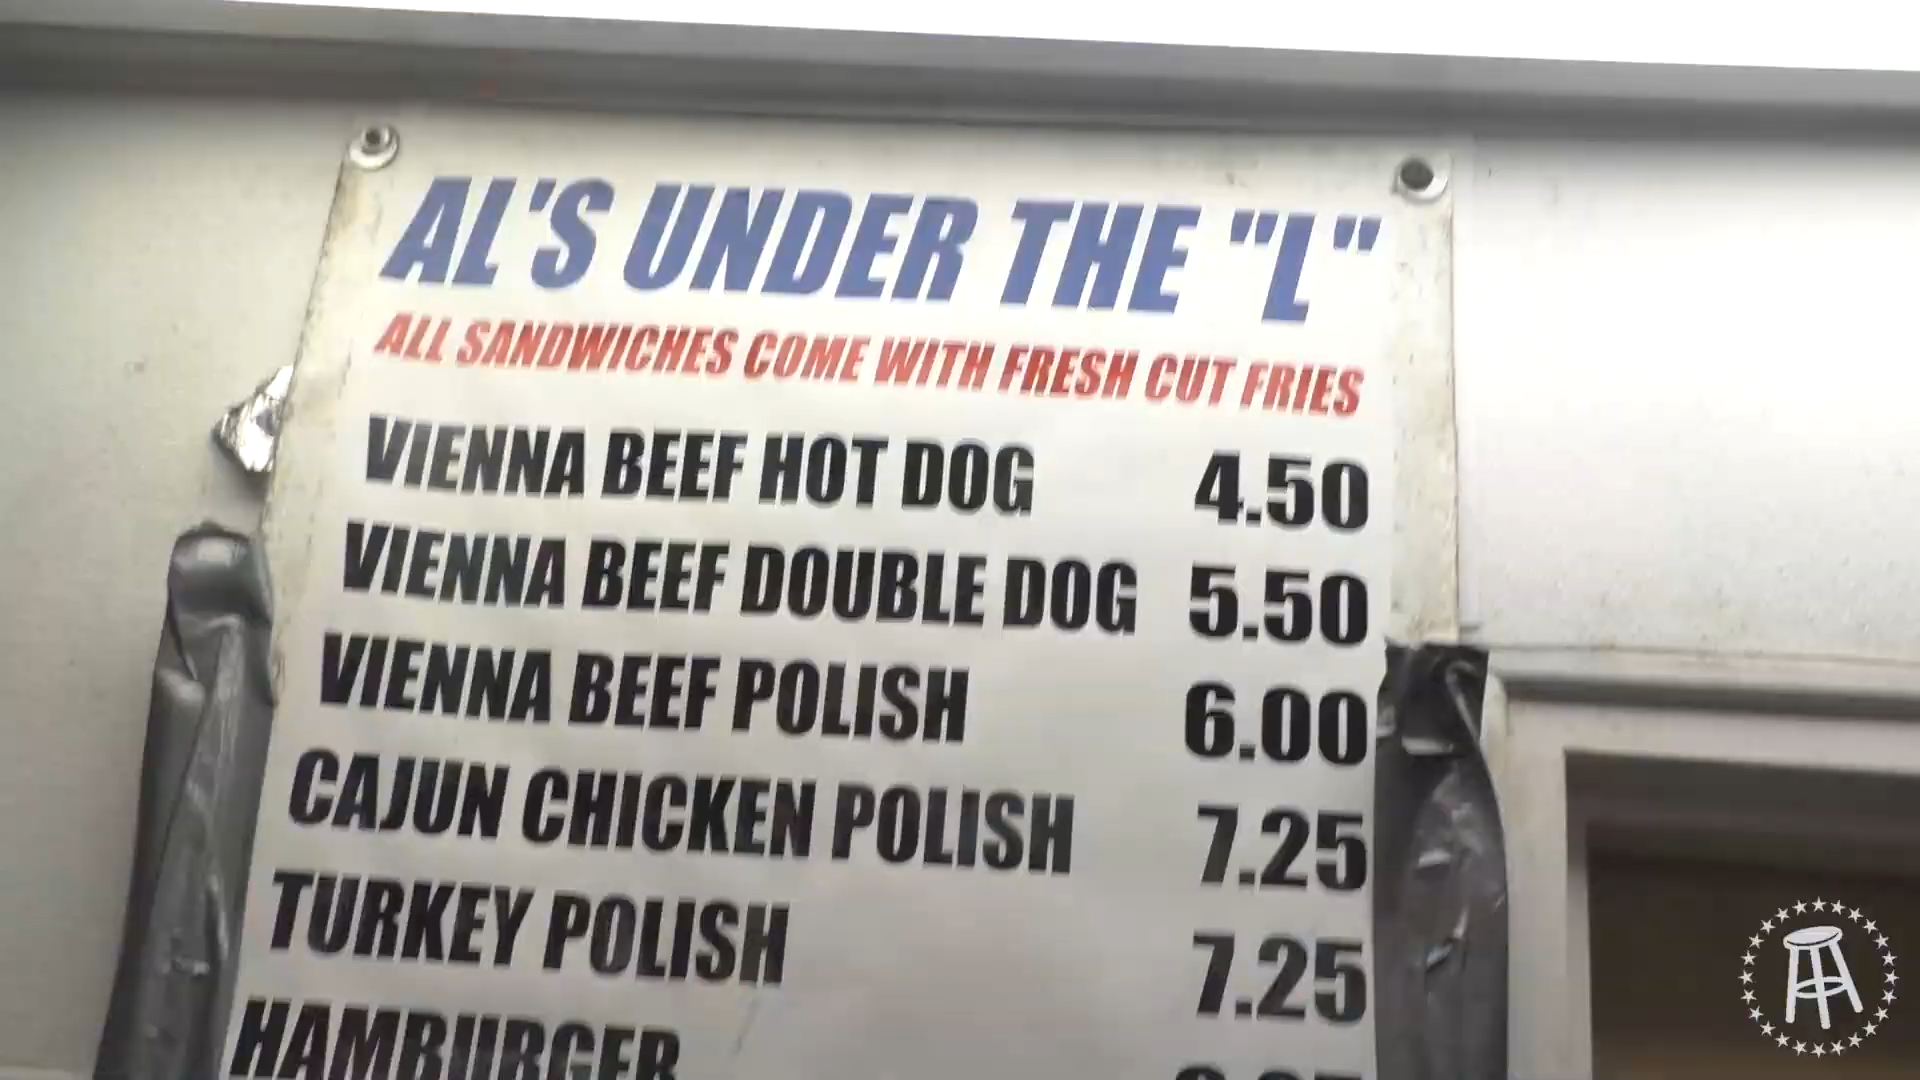 AL'S UNDER THE "L"
ALL SANDWICHES COME WITH FRESH CUT FRIES
VIENNA BEEF HOT DOG 4.50
VIENNA BEEF DOUBLE DOG 5.50
VIENNA BEEF POLISH 6.00
CAJUN CHICKEN POLISH 7.25
TURKEY POLISH 7.25
HAMBURGER